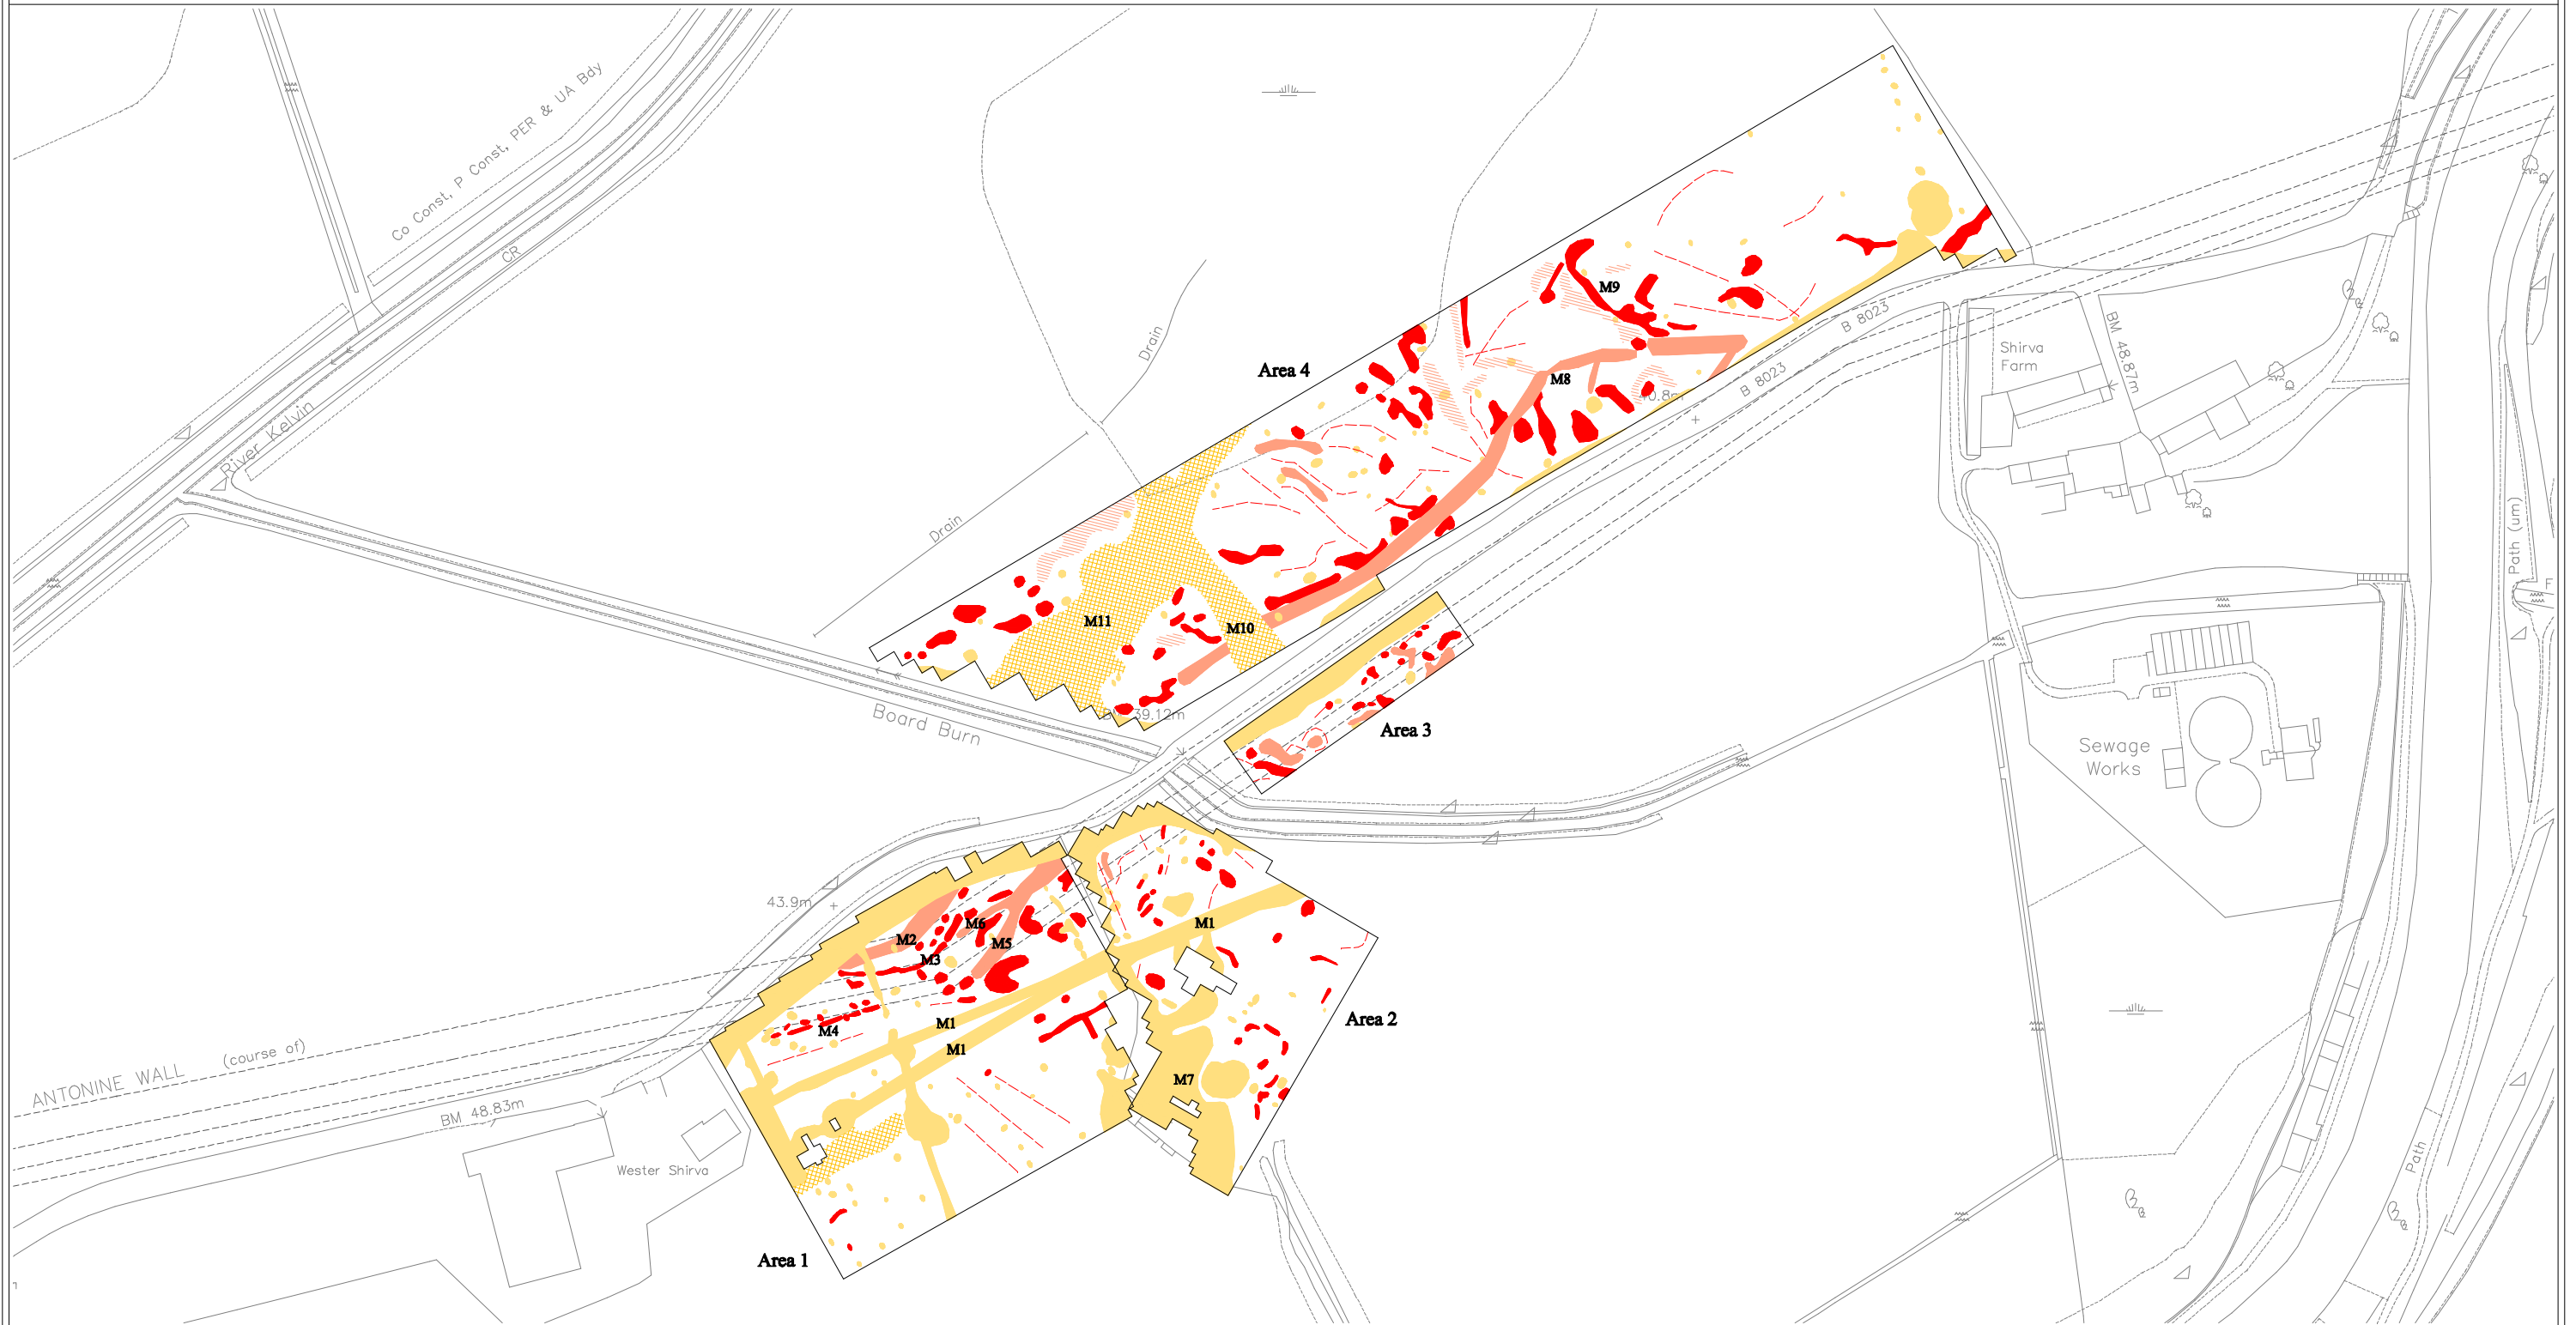 Co Const, P Const, PER & UA Bdy
CR
River Kelvin
Drain
Drain
Board Burn
Area 4
M9
M8
M11
M10
B 8023
B 8023
BM 39.12m
Area 3
Shirva
Farm
BM 48.87m
Path (um)
F
Sewage
Works
43.9m
M2
M6
M5
M3
M4
M1
M1
M1
M7
Area 2
Area 1
ANTONINE WALL (course of)
BM 48.83m
Wester Shirva
Path